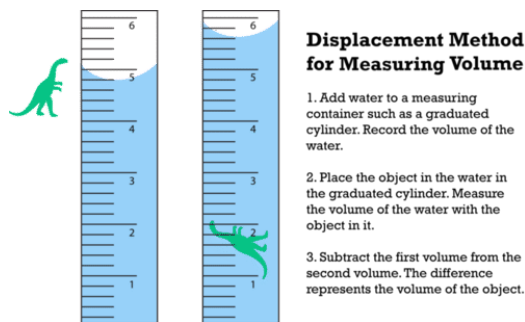 6
5
4
3
2
1
6
5
4
3
2
1
Displacement Method
for Measuring Volume
1. Add water to a measuring
container such as a graduated
cylinder. Record the volume of the
water.
2. Place the object in the water in
the graduated cylinder. Measure
the volume of the water with the
object in it.
3. Subtract the first volume from the
second volume. The difference
represents the volume of the object.